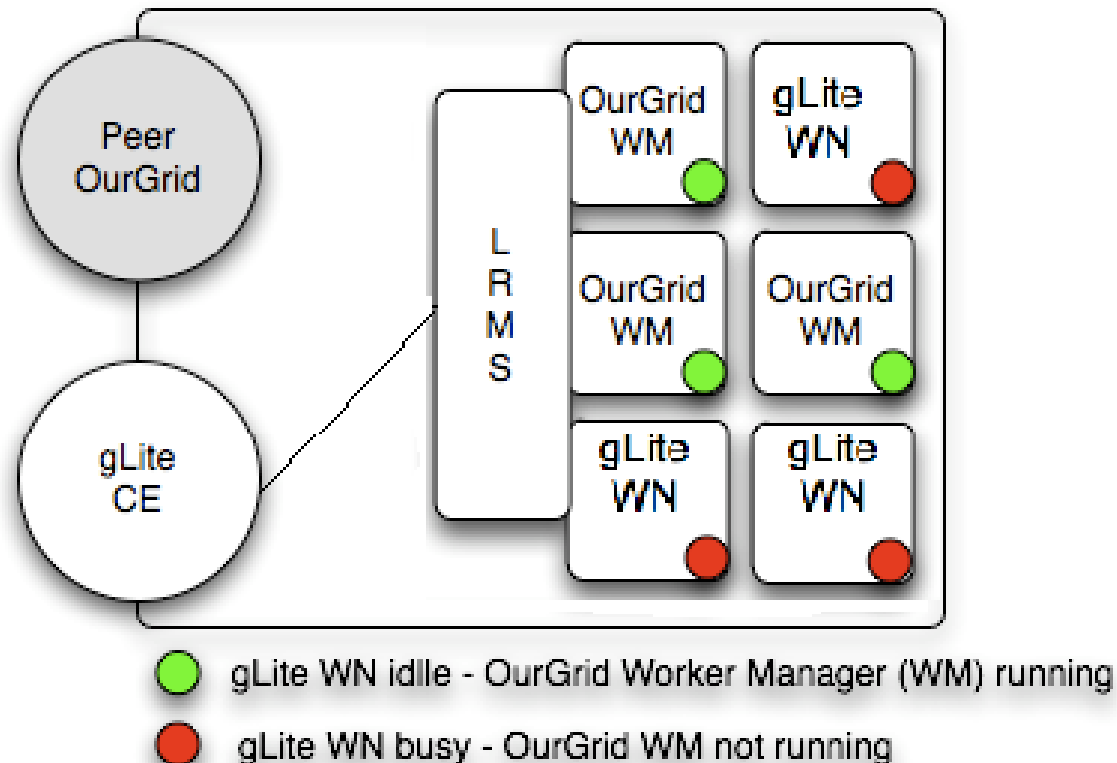 Peer
OurGrid
gLite
CE
L
R
M
S
OurGrid
WM
gLite
WN
OurGrid
WM
OurGrid
WM
gLite
WN
gLite
WN
gLite WN idlle - OurGrid Worker Manager (WM) running
gLite WN busy - OurGrid WM not running